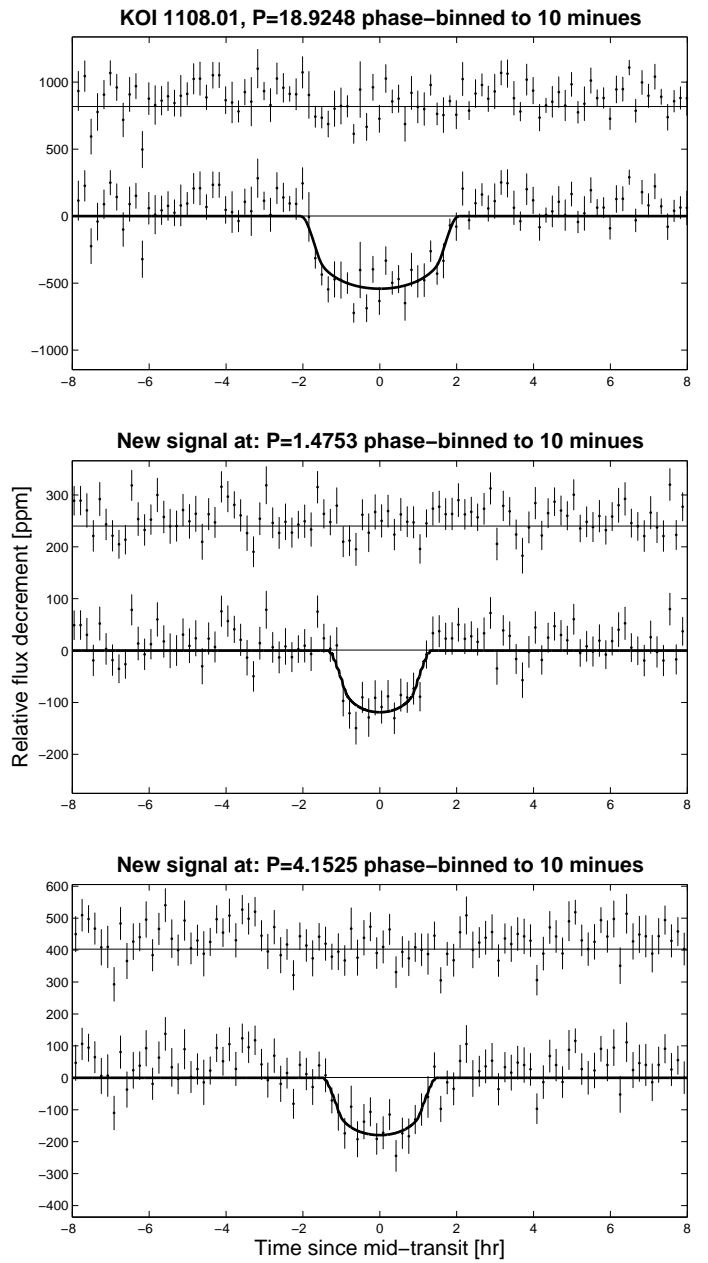 KOI 1108.01, P=18.9248 phase−binned to 10 minues
1000
500
0
−500
−1000
−8 −6 −4 −2 0 2 4 6 8
New signal at: P=1.4753 phase−binned to 10 minues
300
200
100
0
−100
−200
−8 −6 −4 −2 0 2 4 6 8
Relative flux decrement [ppm]
New signal at: P=4.1525 phase−binned to 10 minues
600
500
400
300
200
100
0
−100
−200
−300
−400
−8 −6 −4 −2 0 2 4 6 8
Time since mid−transit [hr]